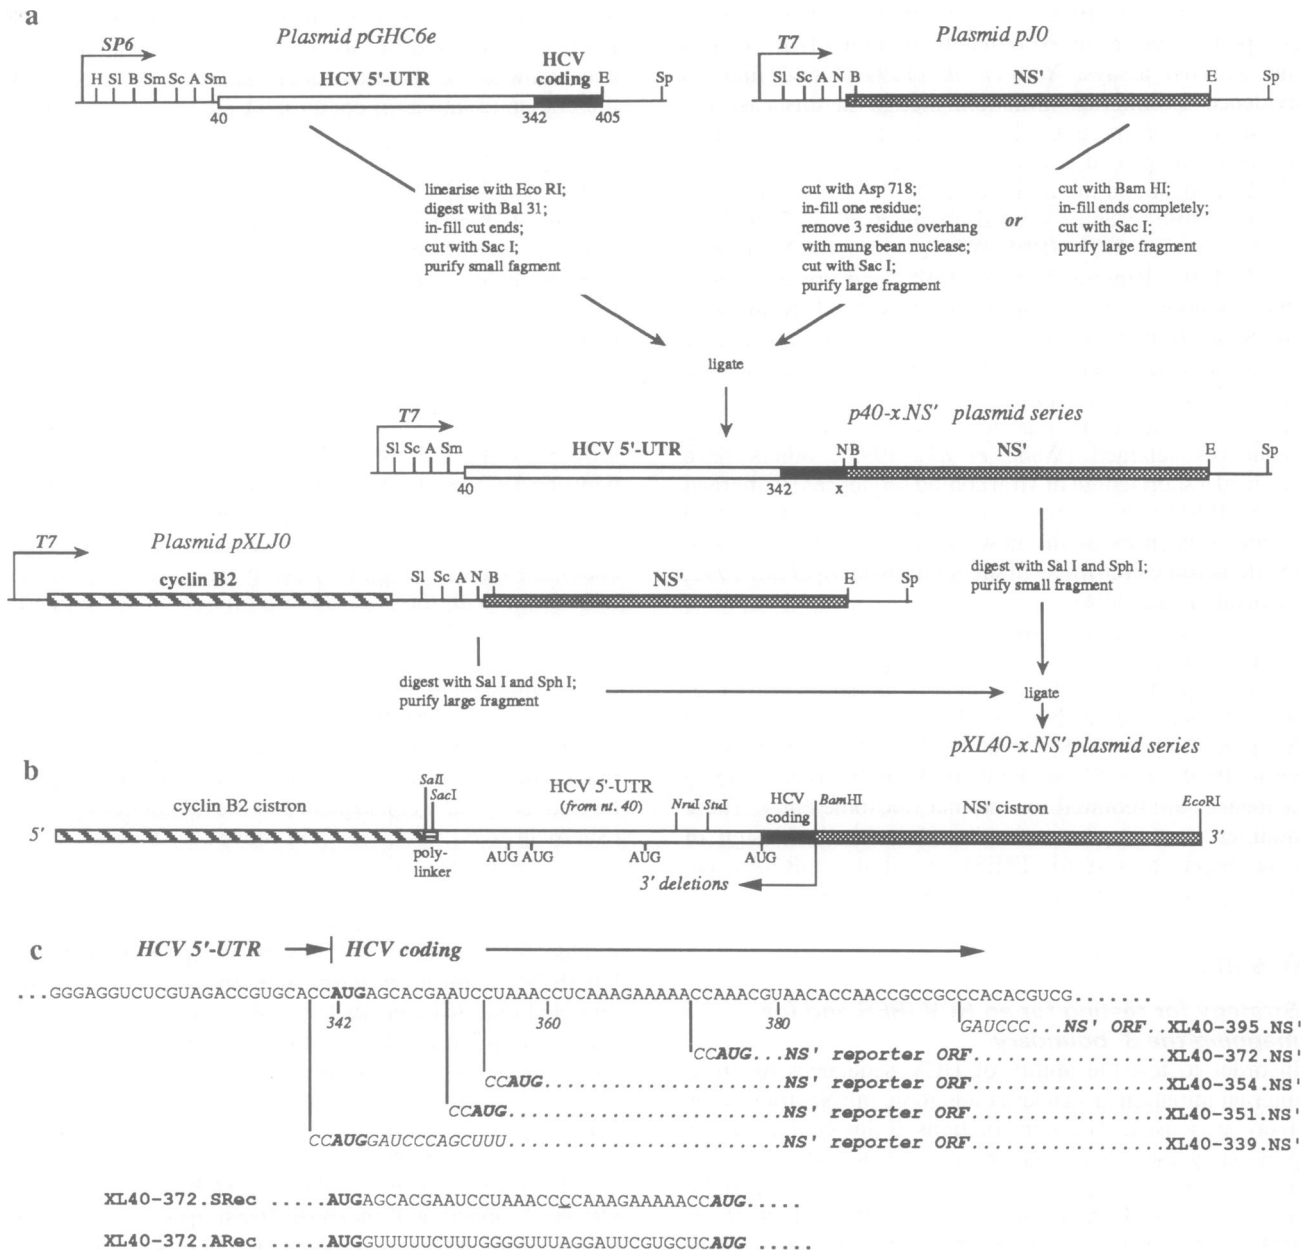 a
Plasmid pGHC6e
SP6
H Sl B Sm Sc A Sm
HCV 5'-UTR
HCV
coding
E
Sp
40
342
405
Plasmid pJ0
T7
Sl Sc A N B
NS'
E
Sp
linearise with Eco RI;
digest with Bal 31;
in-fill cut ends;
cut with Sac I;
purify small fagment
cut with Asp 718;
in-fill one residue;
remove 3 residue overhang
with mung bean nuclease;
cut with Sac I;
purify large fragment
or
cut with Bam HI;
in-fill ends completely;
cut with Sac I;
purify large fragment
ligate
p40-x.NS' plasmid series
T7
Sl Sc A Sm
HCV 5'-UTR
N B
NS'
E
Sp
40
342
x
Plasmid pXLJ0
T7
cyclin B2
Sl Sc A N B
NS'
E
Sp
digest with Sal I and Sph I;
purify small fragment
digest with Sal I and Sph I;
purify large fragment
ligate
pXL40-x.NS' plasmid series
b
cyclin B2 cistron
SalI
SacI
HCV 5'-UTR
(from nt. 40)
NruI StuI
HCV
coding
BamHI
NS' cistron
EcoRI
5'
3'
poly-
linker
AUG AUG
AUG
AUG
3' deletions
c
HCV 5'-UTR
HCV coding
...GGGAGGUCUCGUAGACCGUGCACCAUGAGCACGAAUCCUAAACCUCAAAGAAAAACCAAACGUAACACCAACCGCCGCCCACACGUCG.......
342
360
380
GAUCCC...NS' ORF..XL40-395.NS'
CCAUG...NS' reporter ORF.................XL40-372.NS'
CCAUG.....................NS' reporter ORF.................XL40-354.NS'
CCAUG........................NS' reporter ORF.................XL40-351.NS'
CCAUGGAUCCCAGCUUU........................NS' reporter ORF.................XL40-339.NS'
XL40-372.SRec .....AUGAGCACGAAUCCUAAACCCCAAAGAAAAACCAUG.....
XL40-372.ARec .....AUGGUUUUUCUUUGGGGUUUAGGAUUCGUGCUCAUG .....